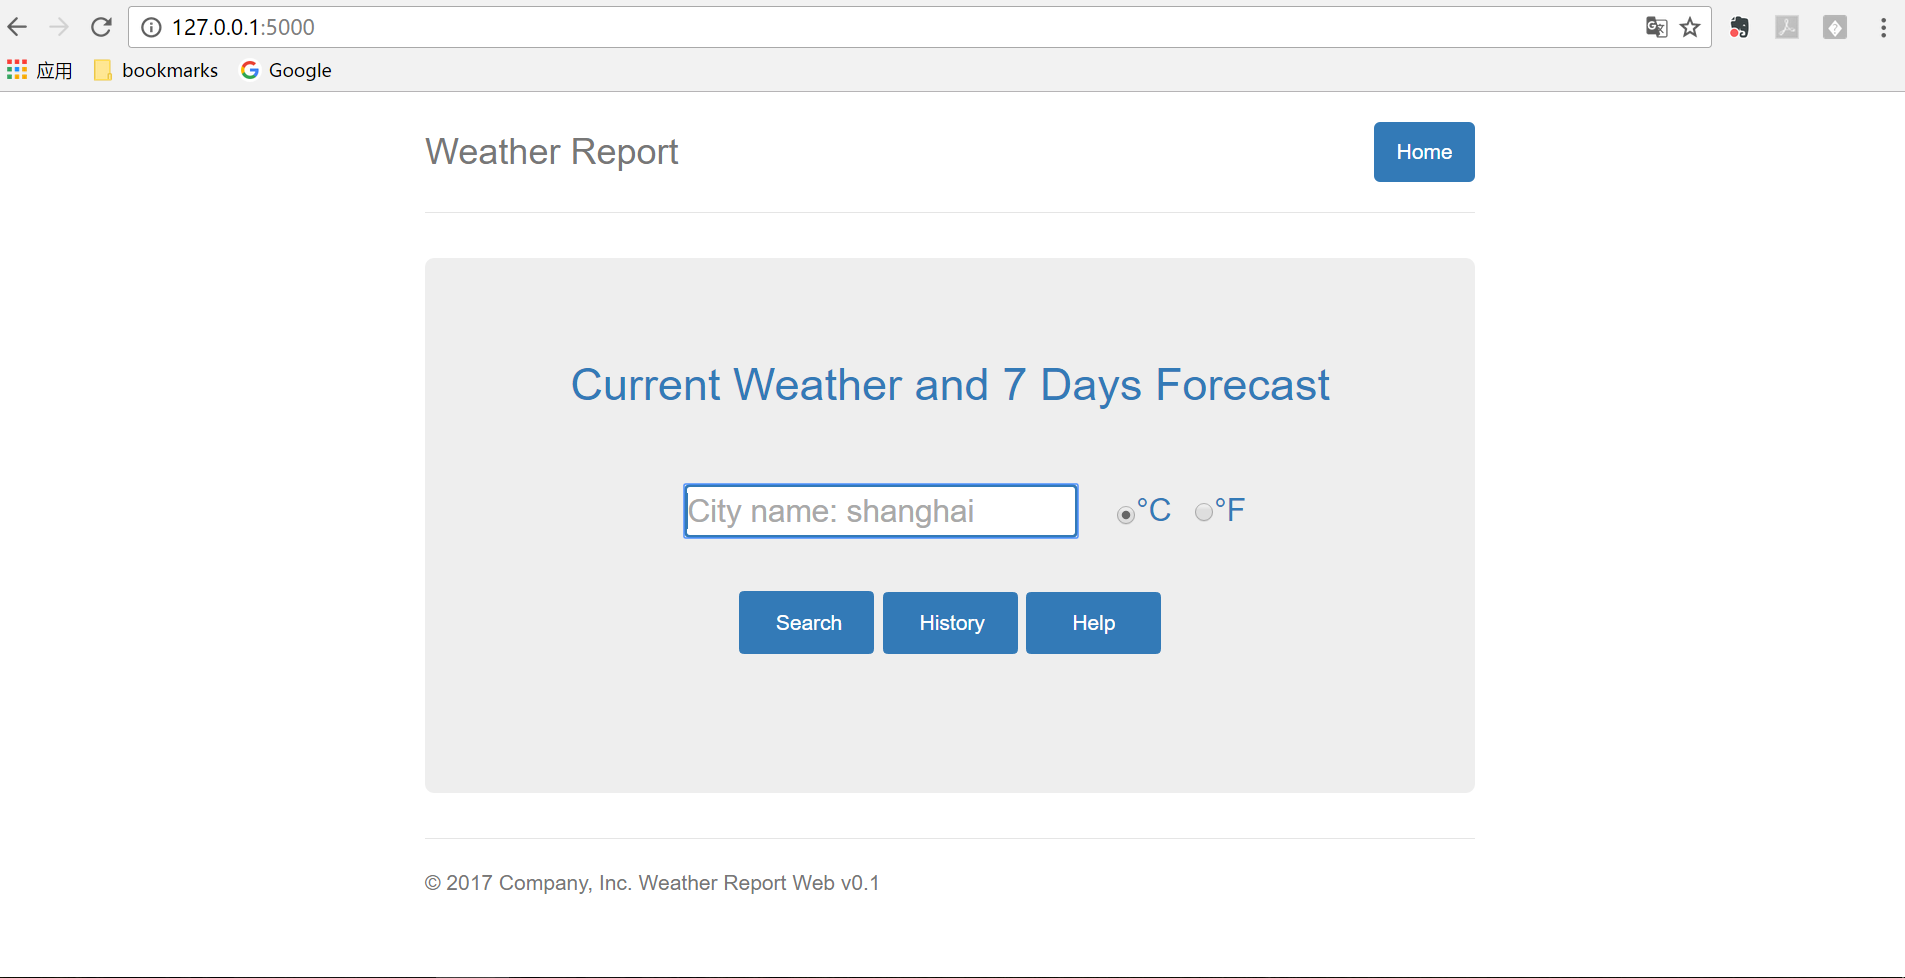 127.0.0.1:5000
应用 bookmarks Google
Weather Report Home
Current Weather and 7 Days Forecast
City name: shanghai °C °F
Search History Help
© 2017 Company, Inc. Weather Report Web v0.1